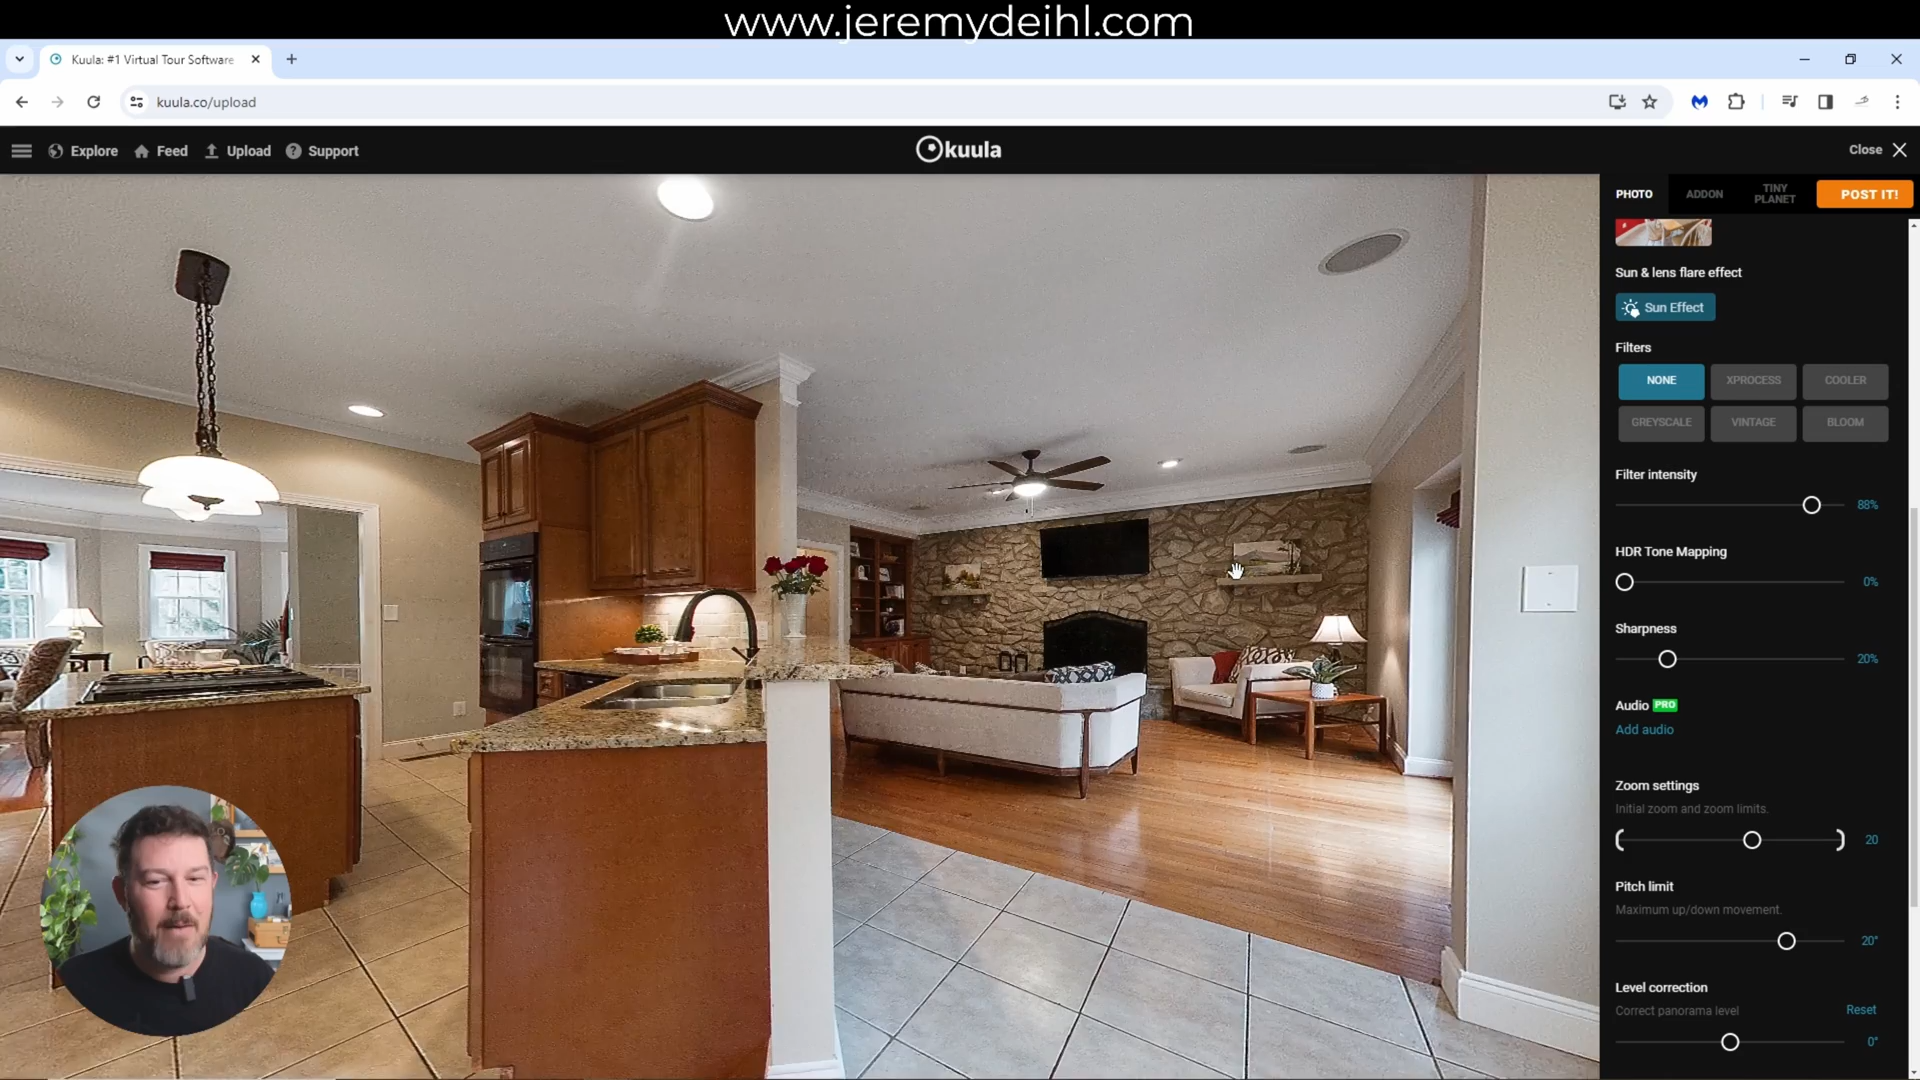 www.jeremydeihl.com
Kuula: #1 Virtual Tour Software
kuula.co/upload
Explore Feed Upload Support
kuula
Close
PHOTO ADDON TINY PLANET POST IT!
Sun & lens flare effect
Sun Effect
Filters
NONE XPROCESS COOLER
GREYSCALE VINTAGE BLOOM
Filter intensity
88%
HDR Tone Mapping
0%
Sharpness
20%
Audio PRO
Add audio
Zoom settings
Initial zoom and zoom limits.
20
Pitch limit
Maximum up/down movement.
20°
Level correction
Correct panorama level Reset
0°